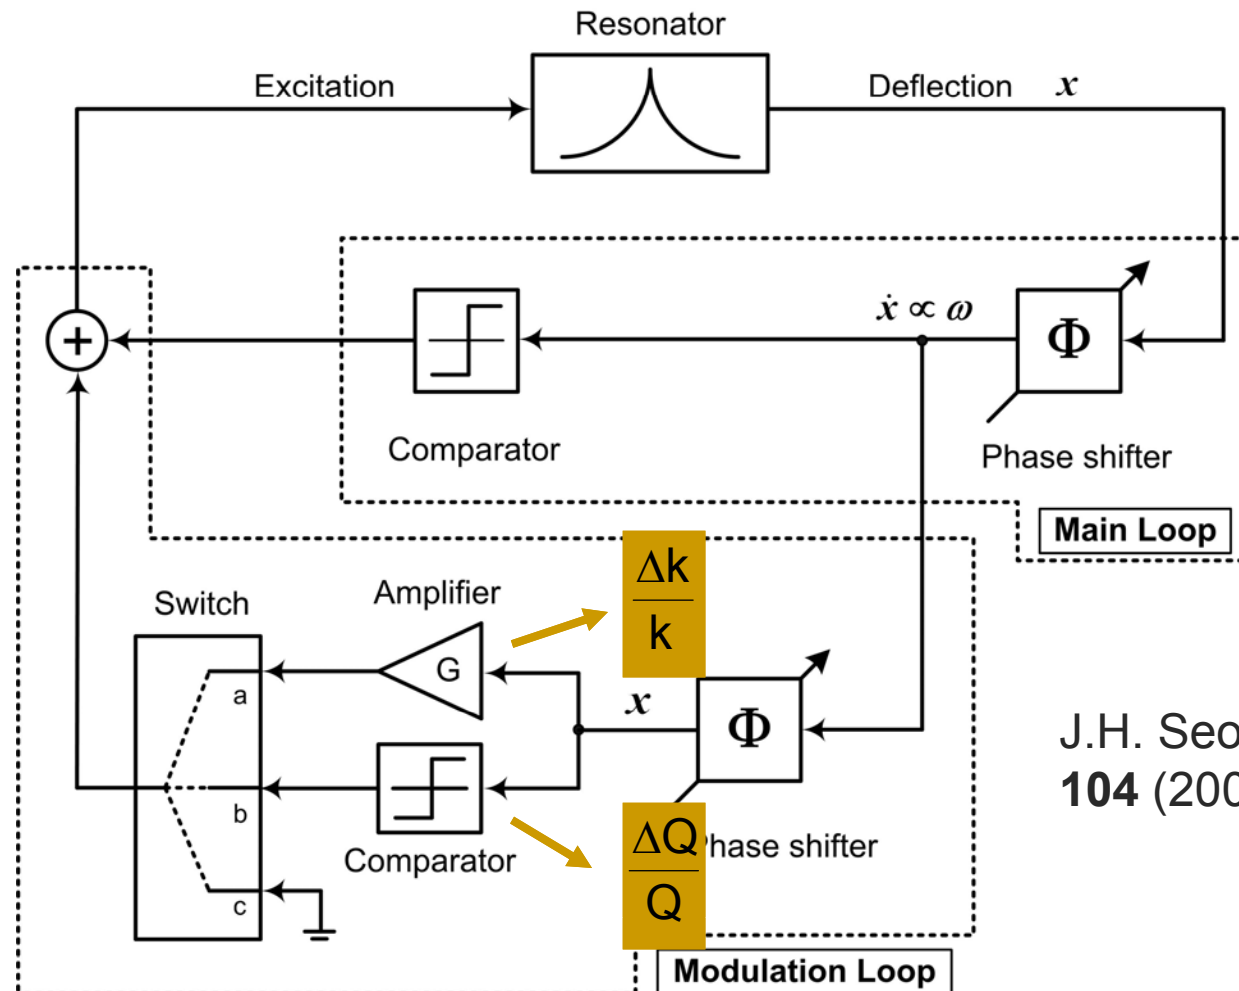 Resonator
Excitation
Deflection x
ẋ ∝ ω
+
Φ
Comparator
Phase shifter
Main Loop
Δk
k
Amplifier
Switch
G
a
x
Φ
b
Comparator
ΔQ
Q
Phase shifter
c
Modulation Loop
J.H. Seo
104 (200